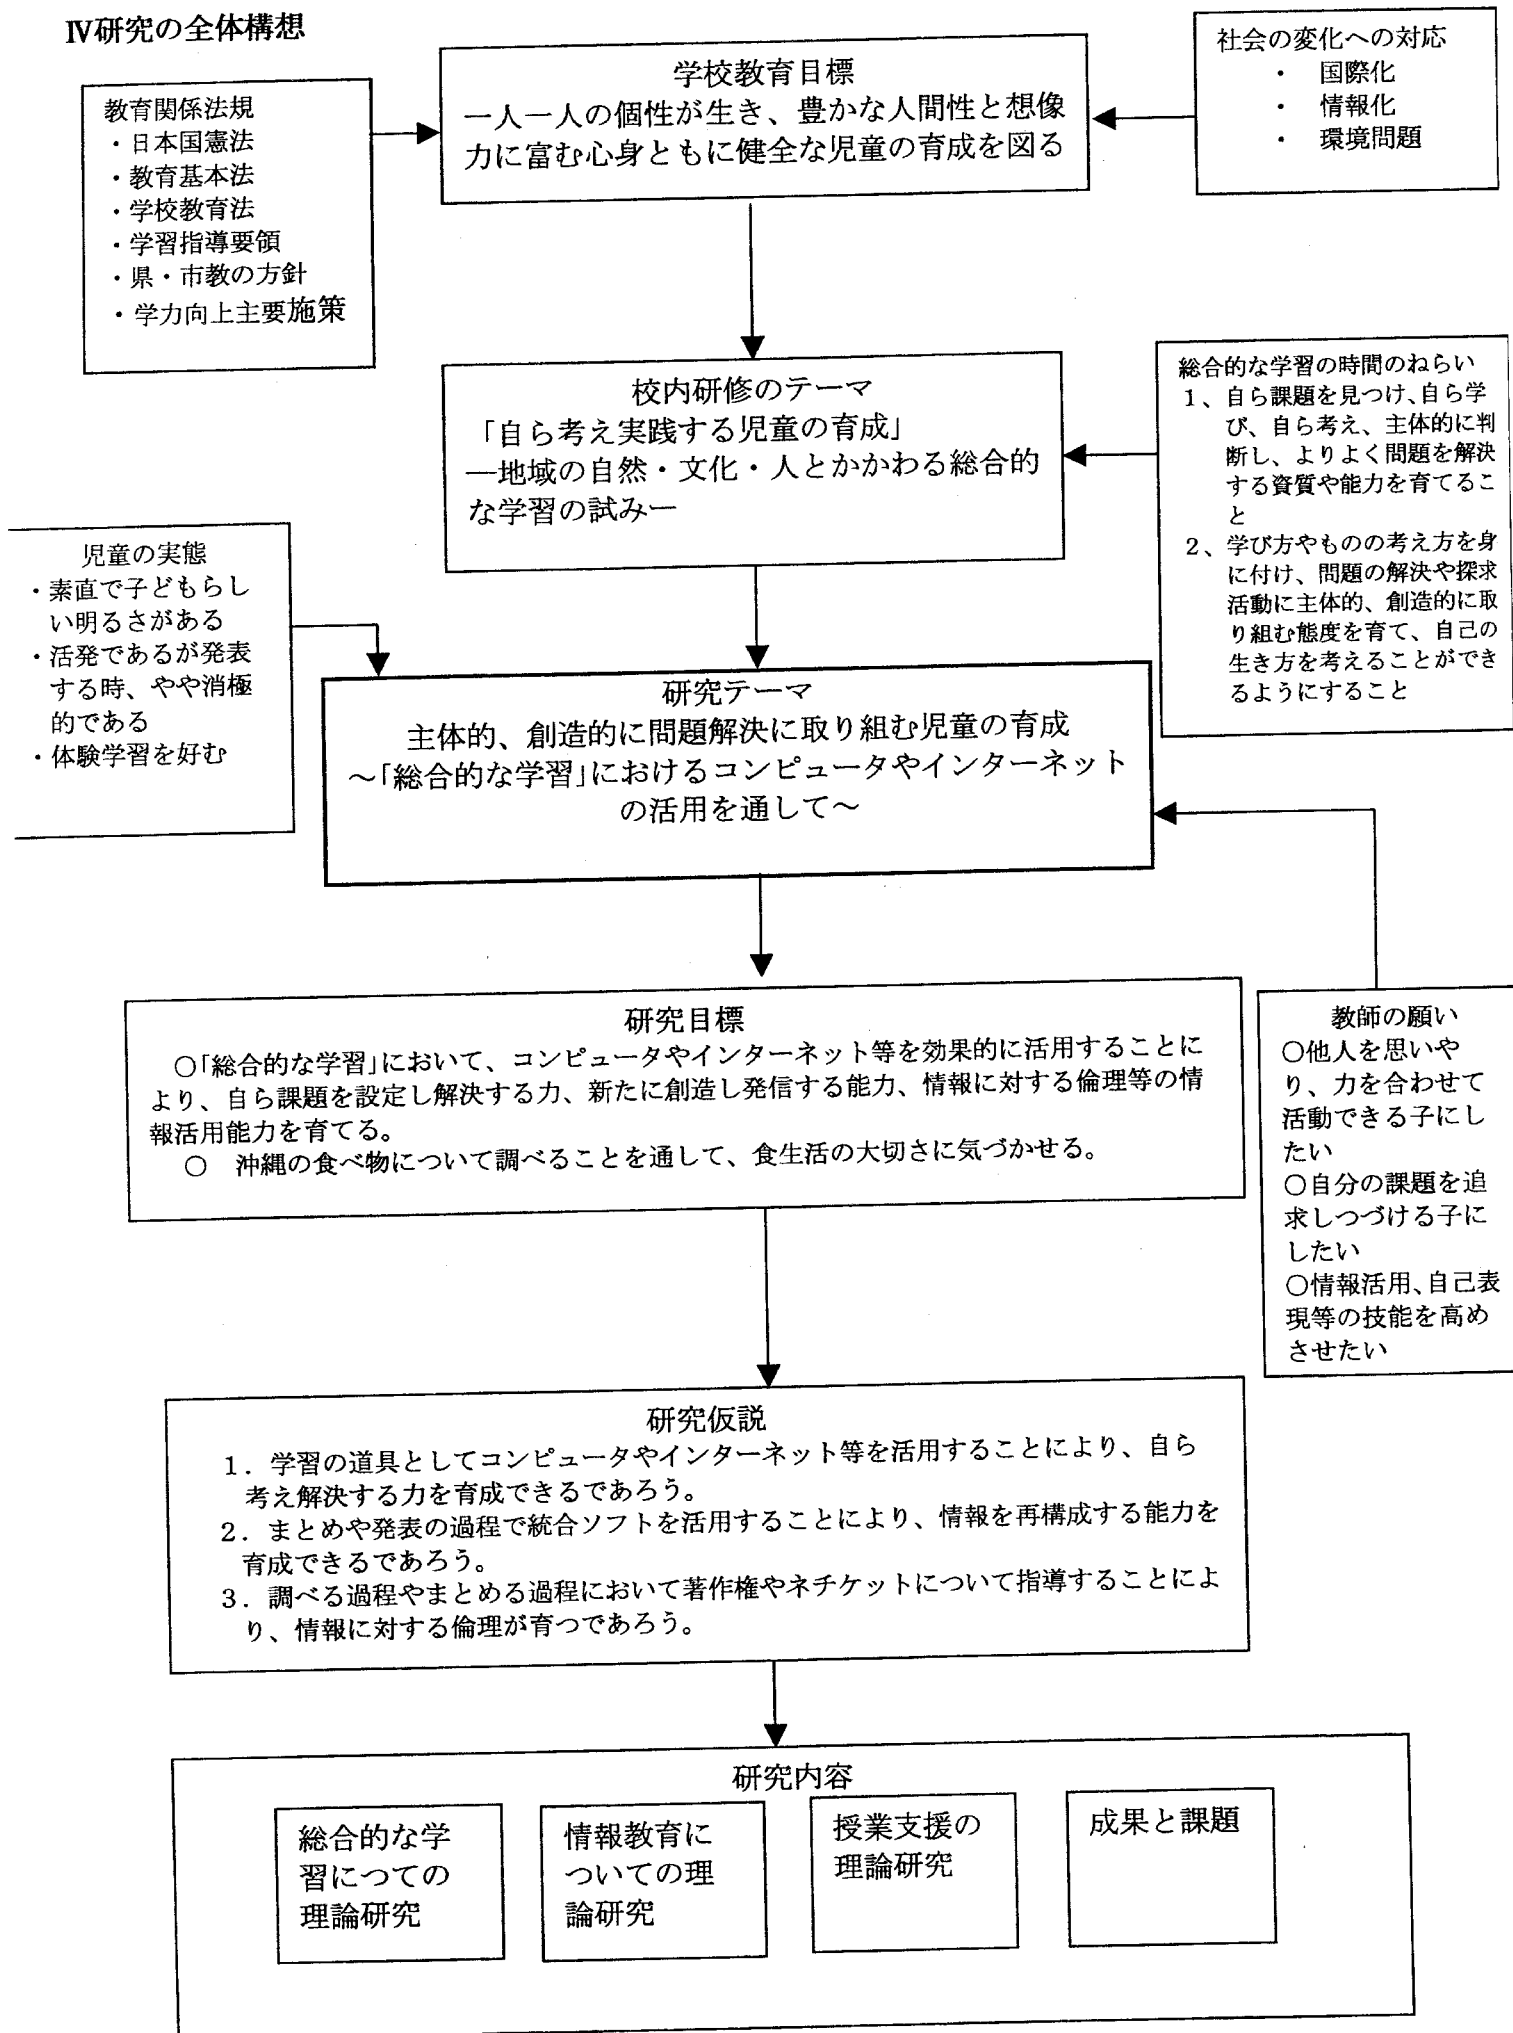 Ⅳ研究の全体構想
教育関係法規
・日本国憲法
・教育基本法
・学校教育法
・学習指導要領
・県・市教の方針
・学力向上主要施策
学校教育目標
一人一人の個性が生き、豊かな人間性と想像
力に富む心身ともに健全な児童の育成を図る
社会の変化への対応
・ 国際化
・ 情報化
・ 環境問題
校内研修のテーマ
「自ら考え実践する児童の育成」
―地域の自然・文化・人とかかわる総合的
な学習の試みー
総合的な学習の時間のねらい
1、自ら課題を見つけ、自ら学
び、自ら考え、主体的に判
断し、よりよく問題を解決
する資質や能力を育てるこ
と
2、学び方やものの考え方を身
に付け、問題の解決や探求
活動に主体的、創造的に取
り組む態度を育て、自己の
生き方を考えることができ
るようにすること
児童の実態
・素直で子どもらし
い明るさがある
・活発であるが発表
する時、やや消極
的である
・体験学習を好む
研究テーマ
主体的、創造的に問題解決に取り組む児童の育成
～「総合的な学習」におけるコンピュータやインターネット
の活用を通して～
研究目標
○「総合的な学習」において、コンピュータやインターネット等を効果的に活用することに
より、自ら課題を設定し解決する力、新たに創造し発信する能力、情報に対する倫理等の情
報活用能力を育てる。
○ 沖縄の食べ物について調べることを通して、食生活の大切さに気づかせる。
教師の願い
○他人を思いや
り、力を合わせて
活動できる子にし
たい
○自分の課題を追
求しつづける子に
したい
○情報活用、自己表
現等の技能を高め
させたい
研究仮説
1．学習の道具としてコンピュータやインターネット等を活用することにより、自ら
考え解決する力を育成できるであろう。
2．まとめや発表の過程で統合ソフトを活用することにより、情報を再構成する能力を
育成できるであろう。
3．調べる過程やまとめる過程において著作権やネチケットについて指導することによ
り、情報に対する倫理が育つであろう。
研究内容
総合的な学
習につての
理論研究
情報教育に
ついての理
論研究
授業支援の
理論研究
成果と課題